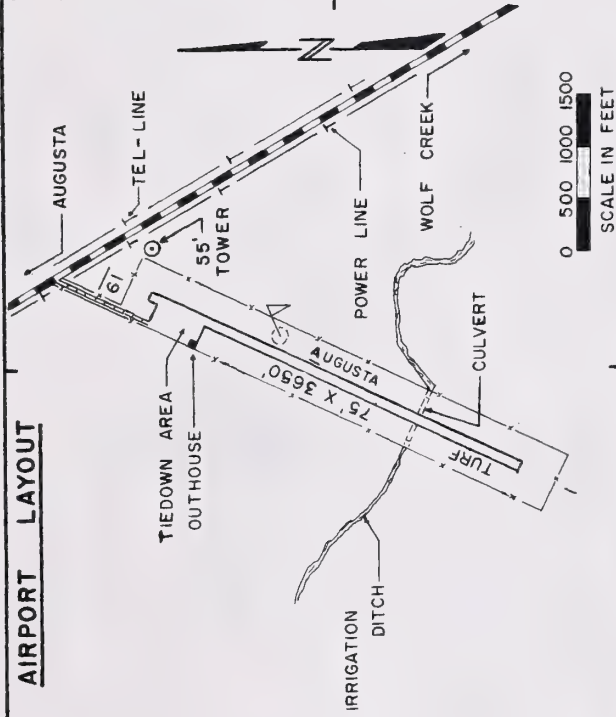 AIRPORT LAYOUT
AUGUSTA
TEL-LINE
19
55'
TOWER
N
TIEDOWN AREA
OUTHOUSE
AUGUSTA
75' X 3650'
TURF
POWER LINE
WOLF CREEK
CULVERT
IRRIGATION
DITCH
0 500 1000 1500
SCALE IN FEET